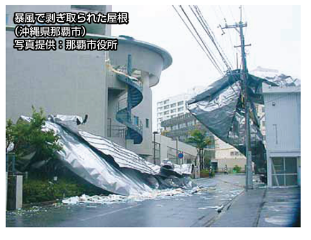 暴風で剥ぎ取られた屋根
（沖縄県那覇市）
写真提供：那覇市役所